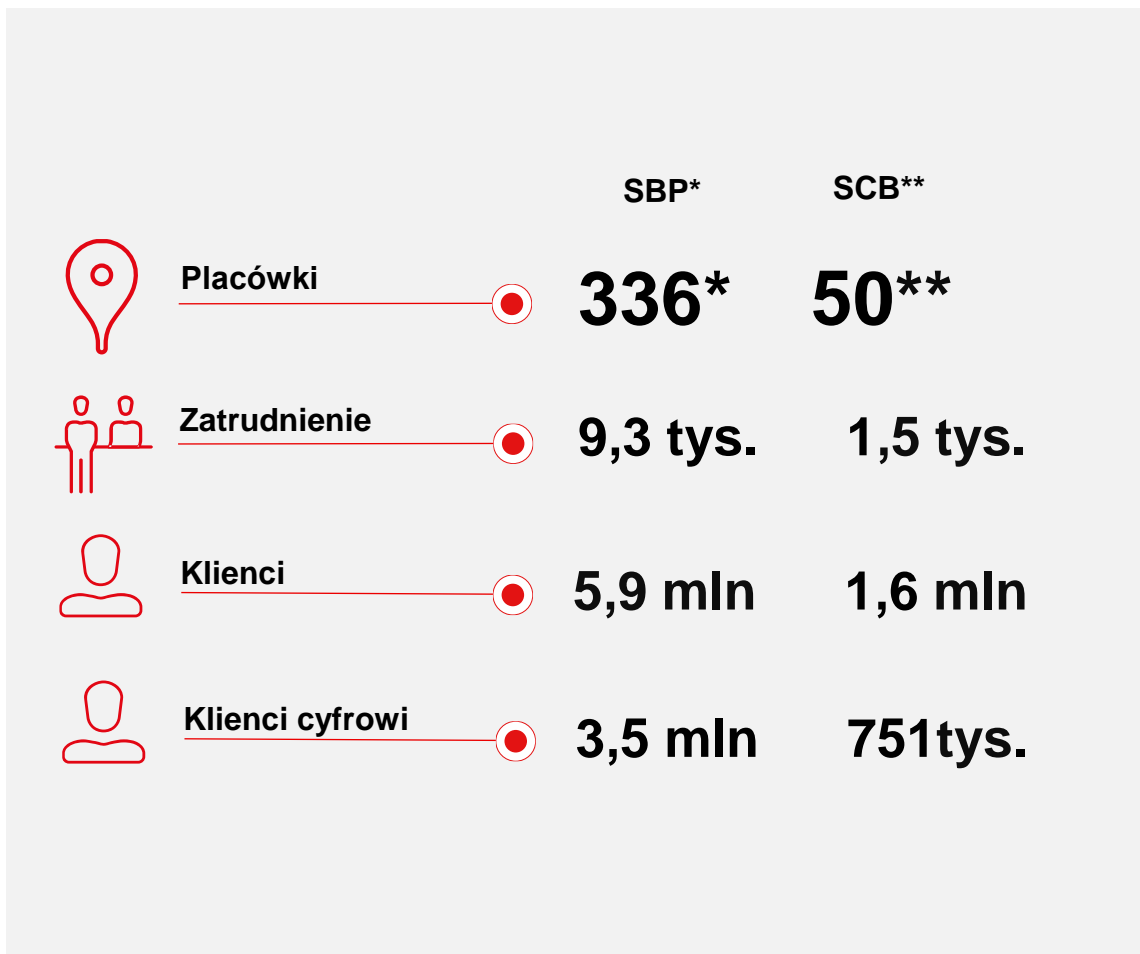 SBP* SCB**
Placówki 336* 50**
Zatrudnienie 9,3 tys. 1,5 tys.
Klienci 5,9 mln 1,6 mln
Klienci cyfrowi 3,5 mln 751tys.